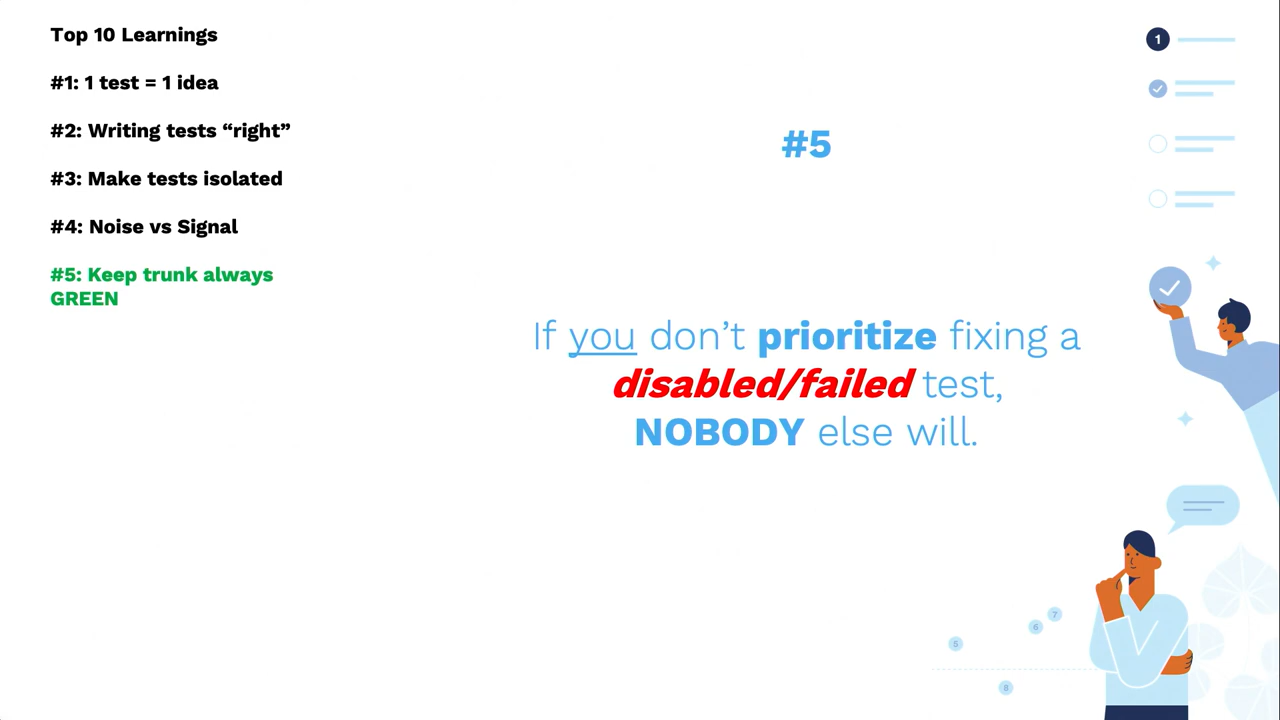 Top 10 Learnings
#1: 1 test = 1 idea
#2: Writing tests “right”
#3: Make tests isolated
#4: Noise vs Signal
#5: Keep trunk always
GREEN
#5
If you don’t prioritize fixing a
disabled/failed test,
NOBODY else will.
1
7
6
5
8